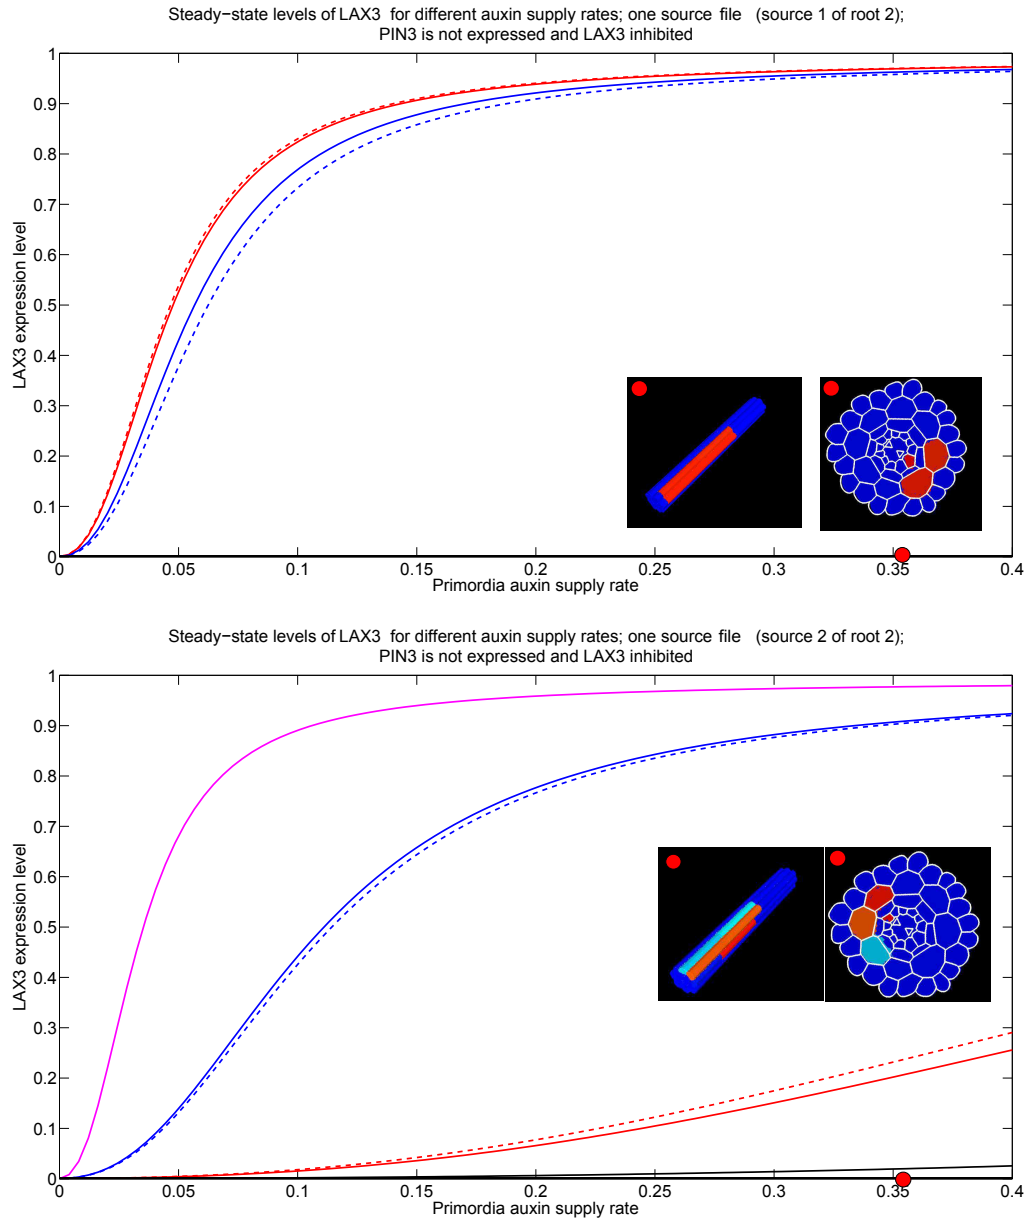 Steady−state levels of LAX3 for different auxin supply rates; one source file (source 1 of root 2);
PIN3 is not expressed and LAX3 inhibited
1
0.9
0.8
0.7
0.6
0.5
0.4
0.3
0.2
0.1
0
LAX3 expression level
0 0.05 0.1 0.15 0.2 0.25 0.3 0.35 0.4
Primordia auxin supply rate
Steady−state levels of LAX3 for different auxin supply rates; one source file (source 2 of root 2);
PIN3 is not expressed and LAX3 inhibited
1
0.9
0.8
0.7
0.6
0.5
0.4
0.3
0.2
0.1
0
LAX3 expression level
0 0.05 0.1 0.15 0.2 0.25 0.3 0.35 0.4
Primordia auxin supply rate